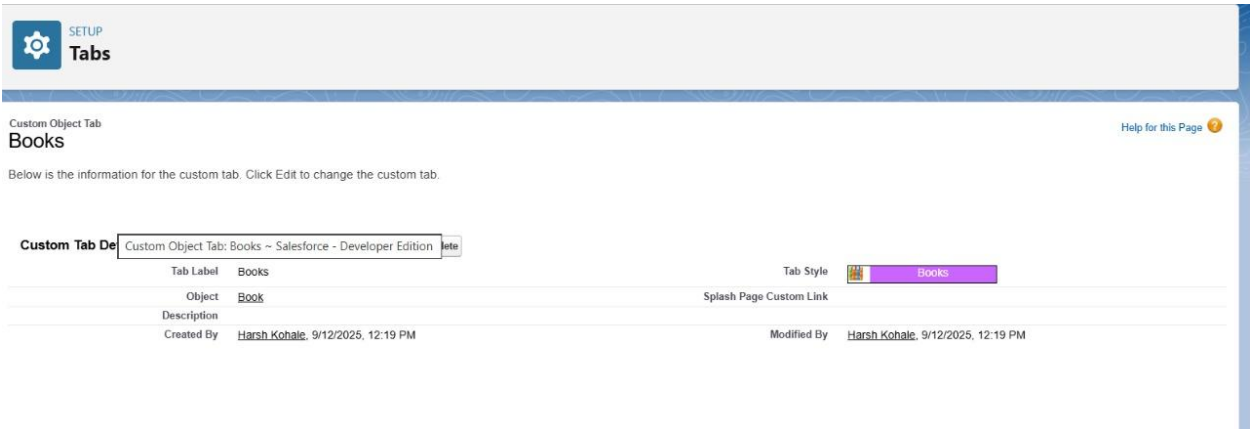 SETUP
Tabs
Custom Object Tab
Books
Help for this Page
Below is the information for the custom tab. Click Edit to change the custom tab.
Custom Tab De Custom Object Tab: Books ~ Salesforce - Developer Edition lete
Tab Label Books Tab Style Books
Object Book Splash Page Custom Link
Description
Created By Harsh Kohale, 9/12/2025, 12:19 PM Modified By Harsh Kohale, 9/12/2025, 12:19 PM